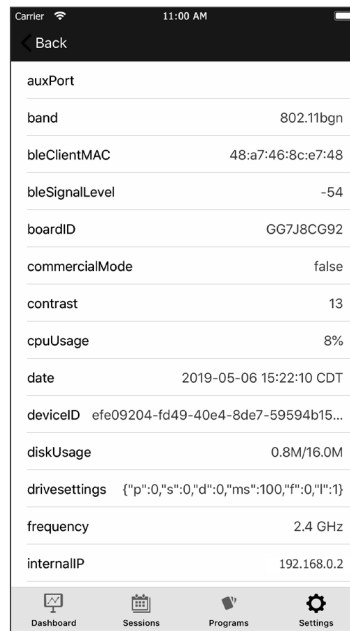 Carrier 11:00 AM
Back
auxPort
band 802.11bgn
bleClientMAC 48:a7:46:8c:e7:48
bleSignalLevel -54
boardID GG7J8CG92
commercialMode false
contrast 13
cpuUsage 8%
date 2019-05-06 15:22:10 CDT
deviceID efe09204-fd49-40e4-8de7-59594b15...
diskUsage 0.8M/16.0M
drivesettings {"p":0,"s":0,"d":0,"ms":100,"f":0,"l":1}
frequency 2.4 GHz
internalIP 192.168.0.2
Dashboard Sessions Programs Settings